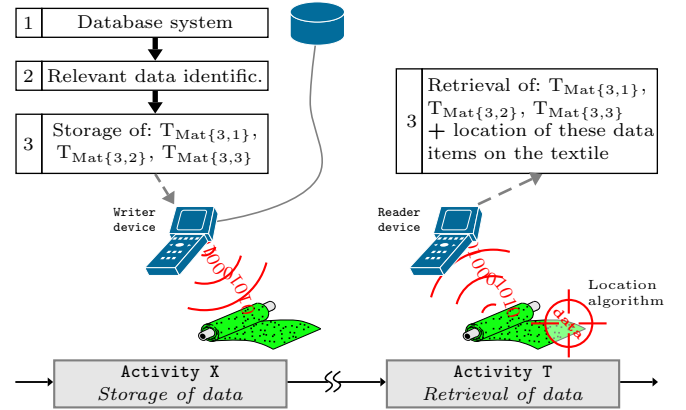 1 Database system
2 Relevant data identific.
3 Storage of: T_Mat{3,1},
T_Mat{3,2}, T_Mat{3,3}
3 Retrieval of: T_Mat{3,1},
T_Mat{3,2}, T_Mat{3,3}
+ location of these data
items on the textile
Writer
device
Reader
device
Location
algorithm
data
Activity X
Storage of data
Activity T
Retrieval of data